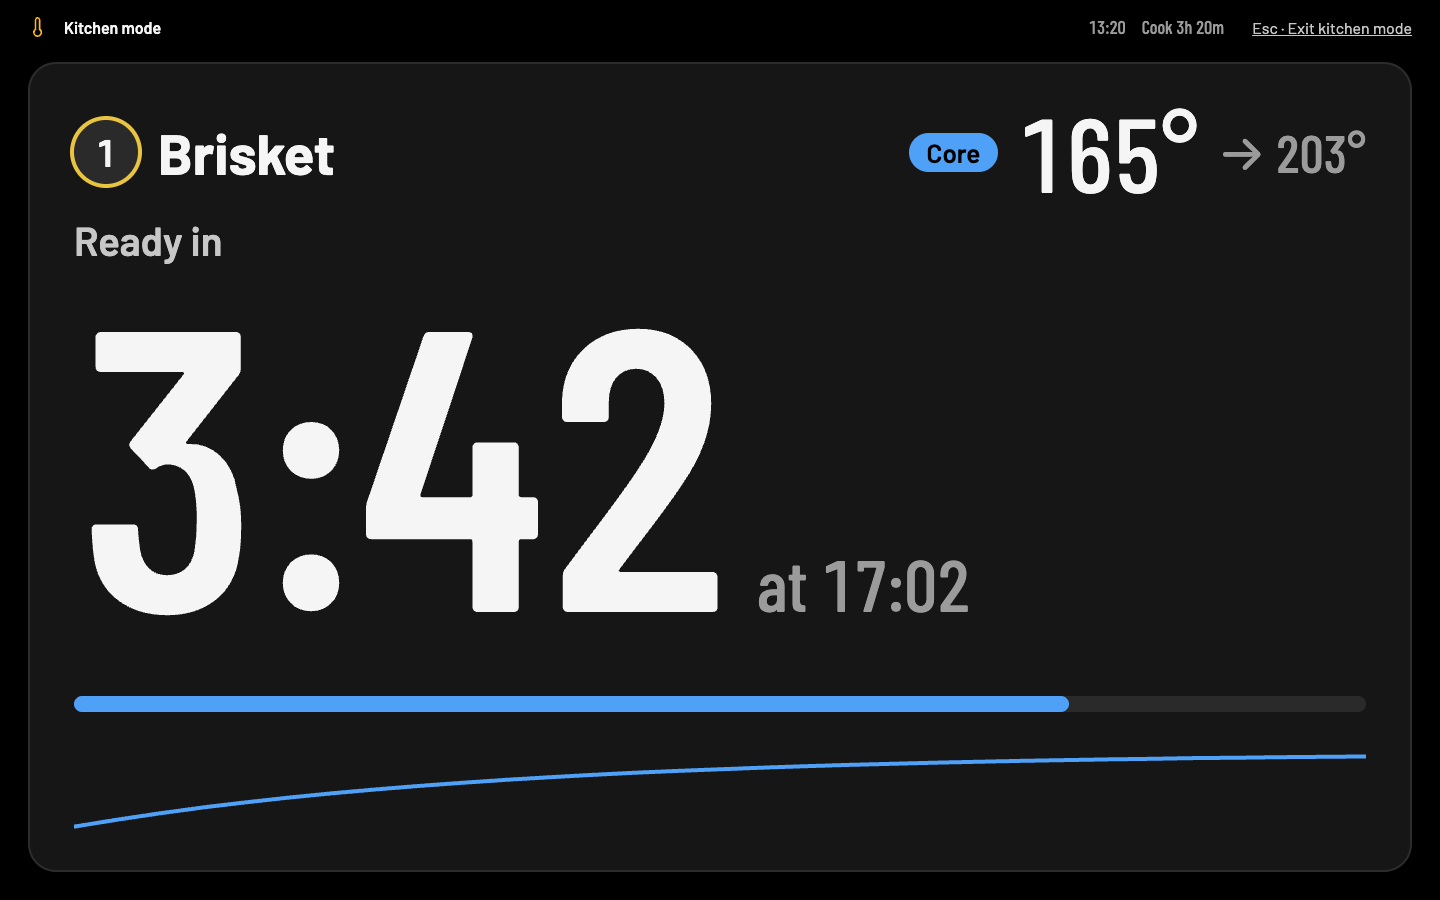 Kitchen mode
13:20 Cook 3h 20m Esc · Exit kitchen mode
1 Brisket
Core 165° → 203°
Ready in
3:42 at 17:02